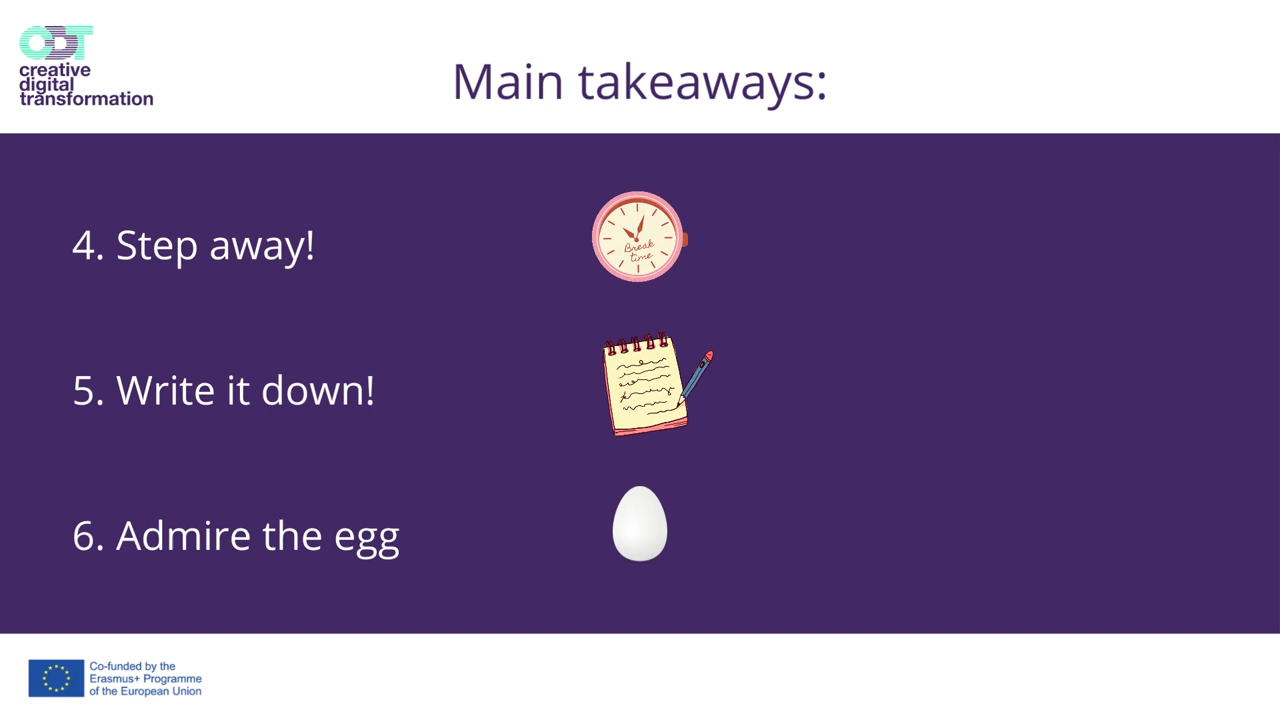 CDT
creative
digital
transformation
Main takeaways:
4. Step away!
Break
time
5. Write it down!
6. Admire the egg
Co-funded by the
Erasmus+ Programme
of the European Union